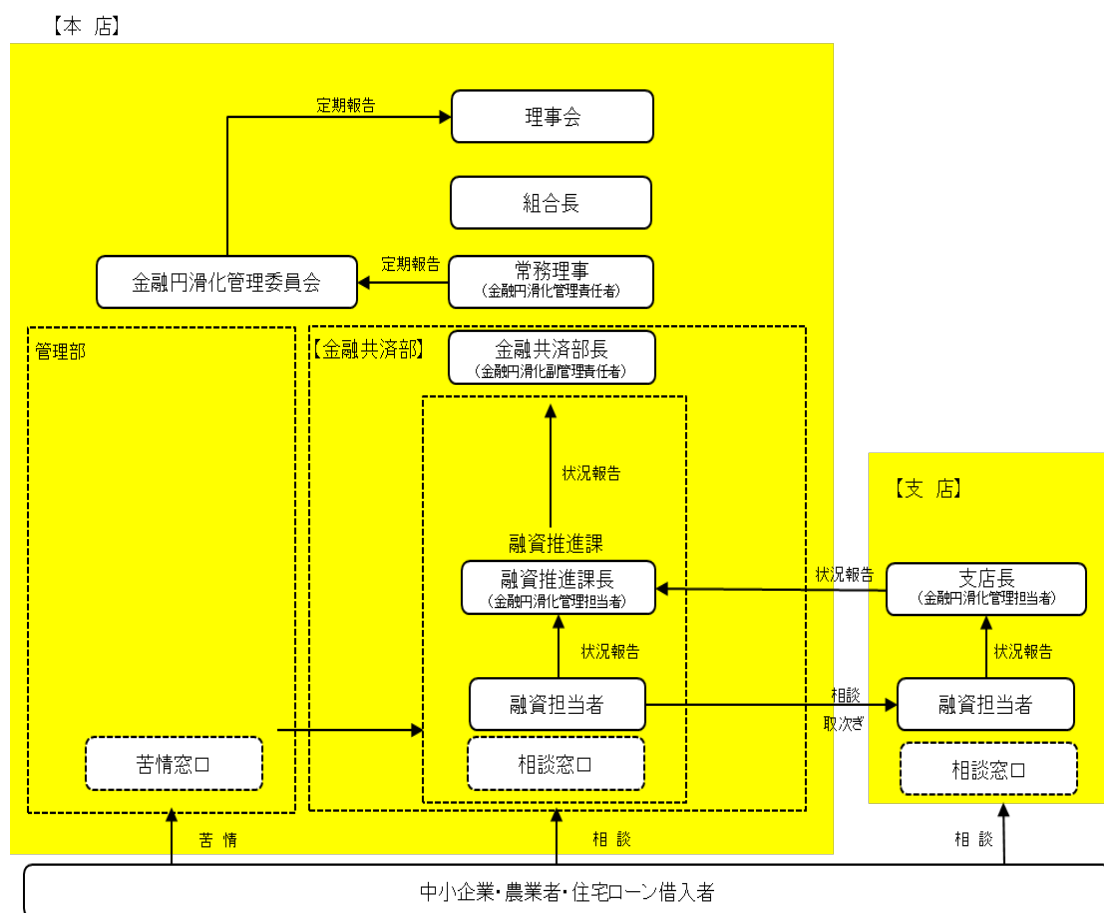 【本 店】
定期報告
理事会
組合長
金融円滑化管理委員会
定期報告
常務理事
(金融円滑化管理責任者)
管理部
【金融共済部】
金融共済部長
(金融円滑化副管理責任者)
状況報告
融資推進課
融資推進課長
(金融円滑化管理担当者)
状況報告
融資担当者
相談窓口
苦情窓口
【支 店】
状況報告
支店長
(金融円滑化管理担当者)
状況報告
相談
取次ぎ
融資担当者
相談窓口
苦 情
相 談
相 談
中小企業・農業者・住宅ローン借入者